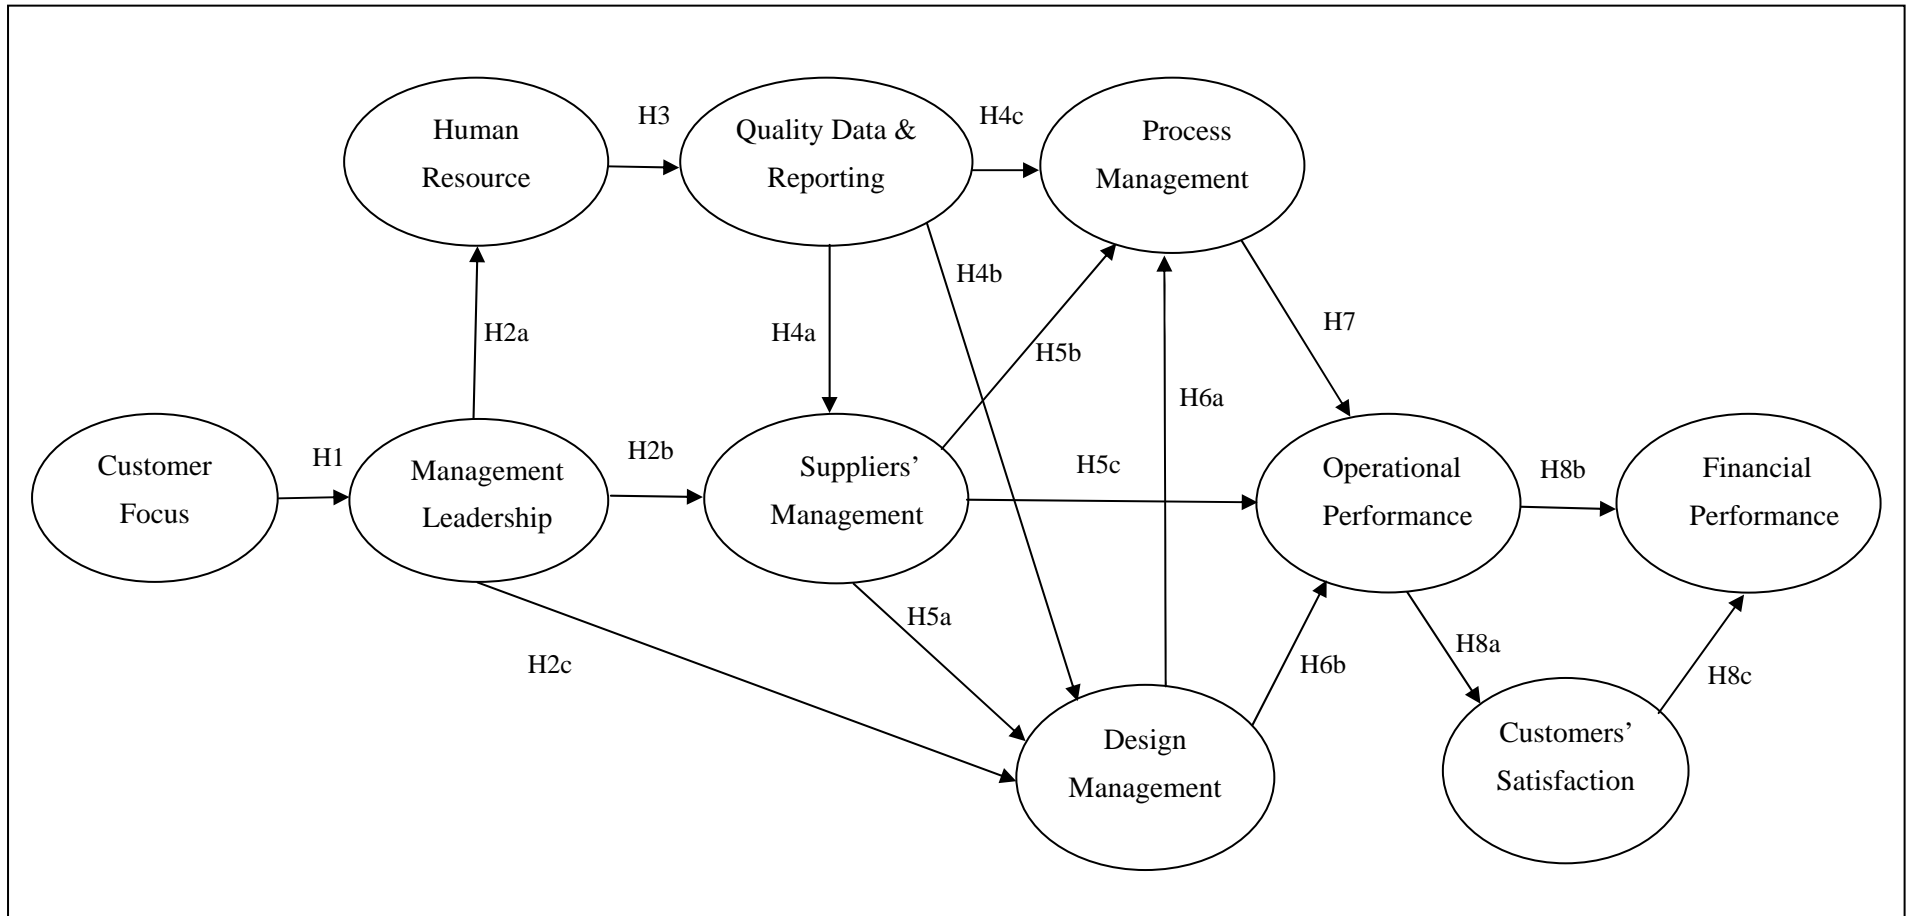 Human
Resource
H3
Quality Data &
Reporting
H4c
Process
Management
H2a
H4a
H4b
H5b
H6a
H7
Customer
Focus
H1
Management
Leadership
H2b
Suppliers’
Management
H5c
Operational
Performance
H8b
Financial
Performance
H2c
H5a
H6b
H8a
H8c
Design
Management
Customers’
Satisfaction